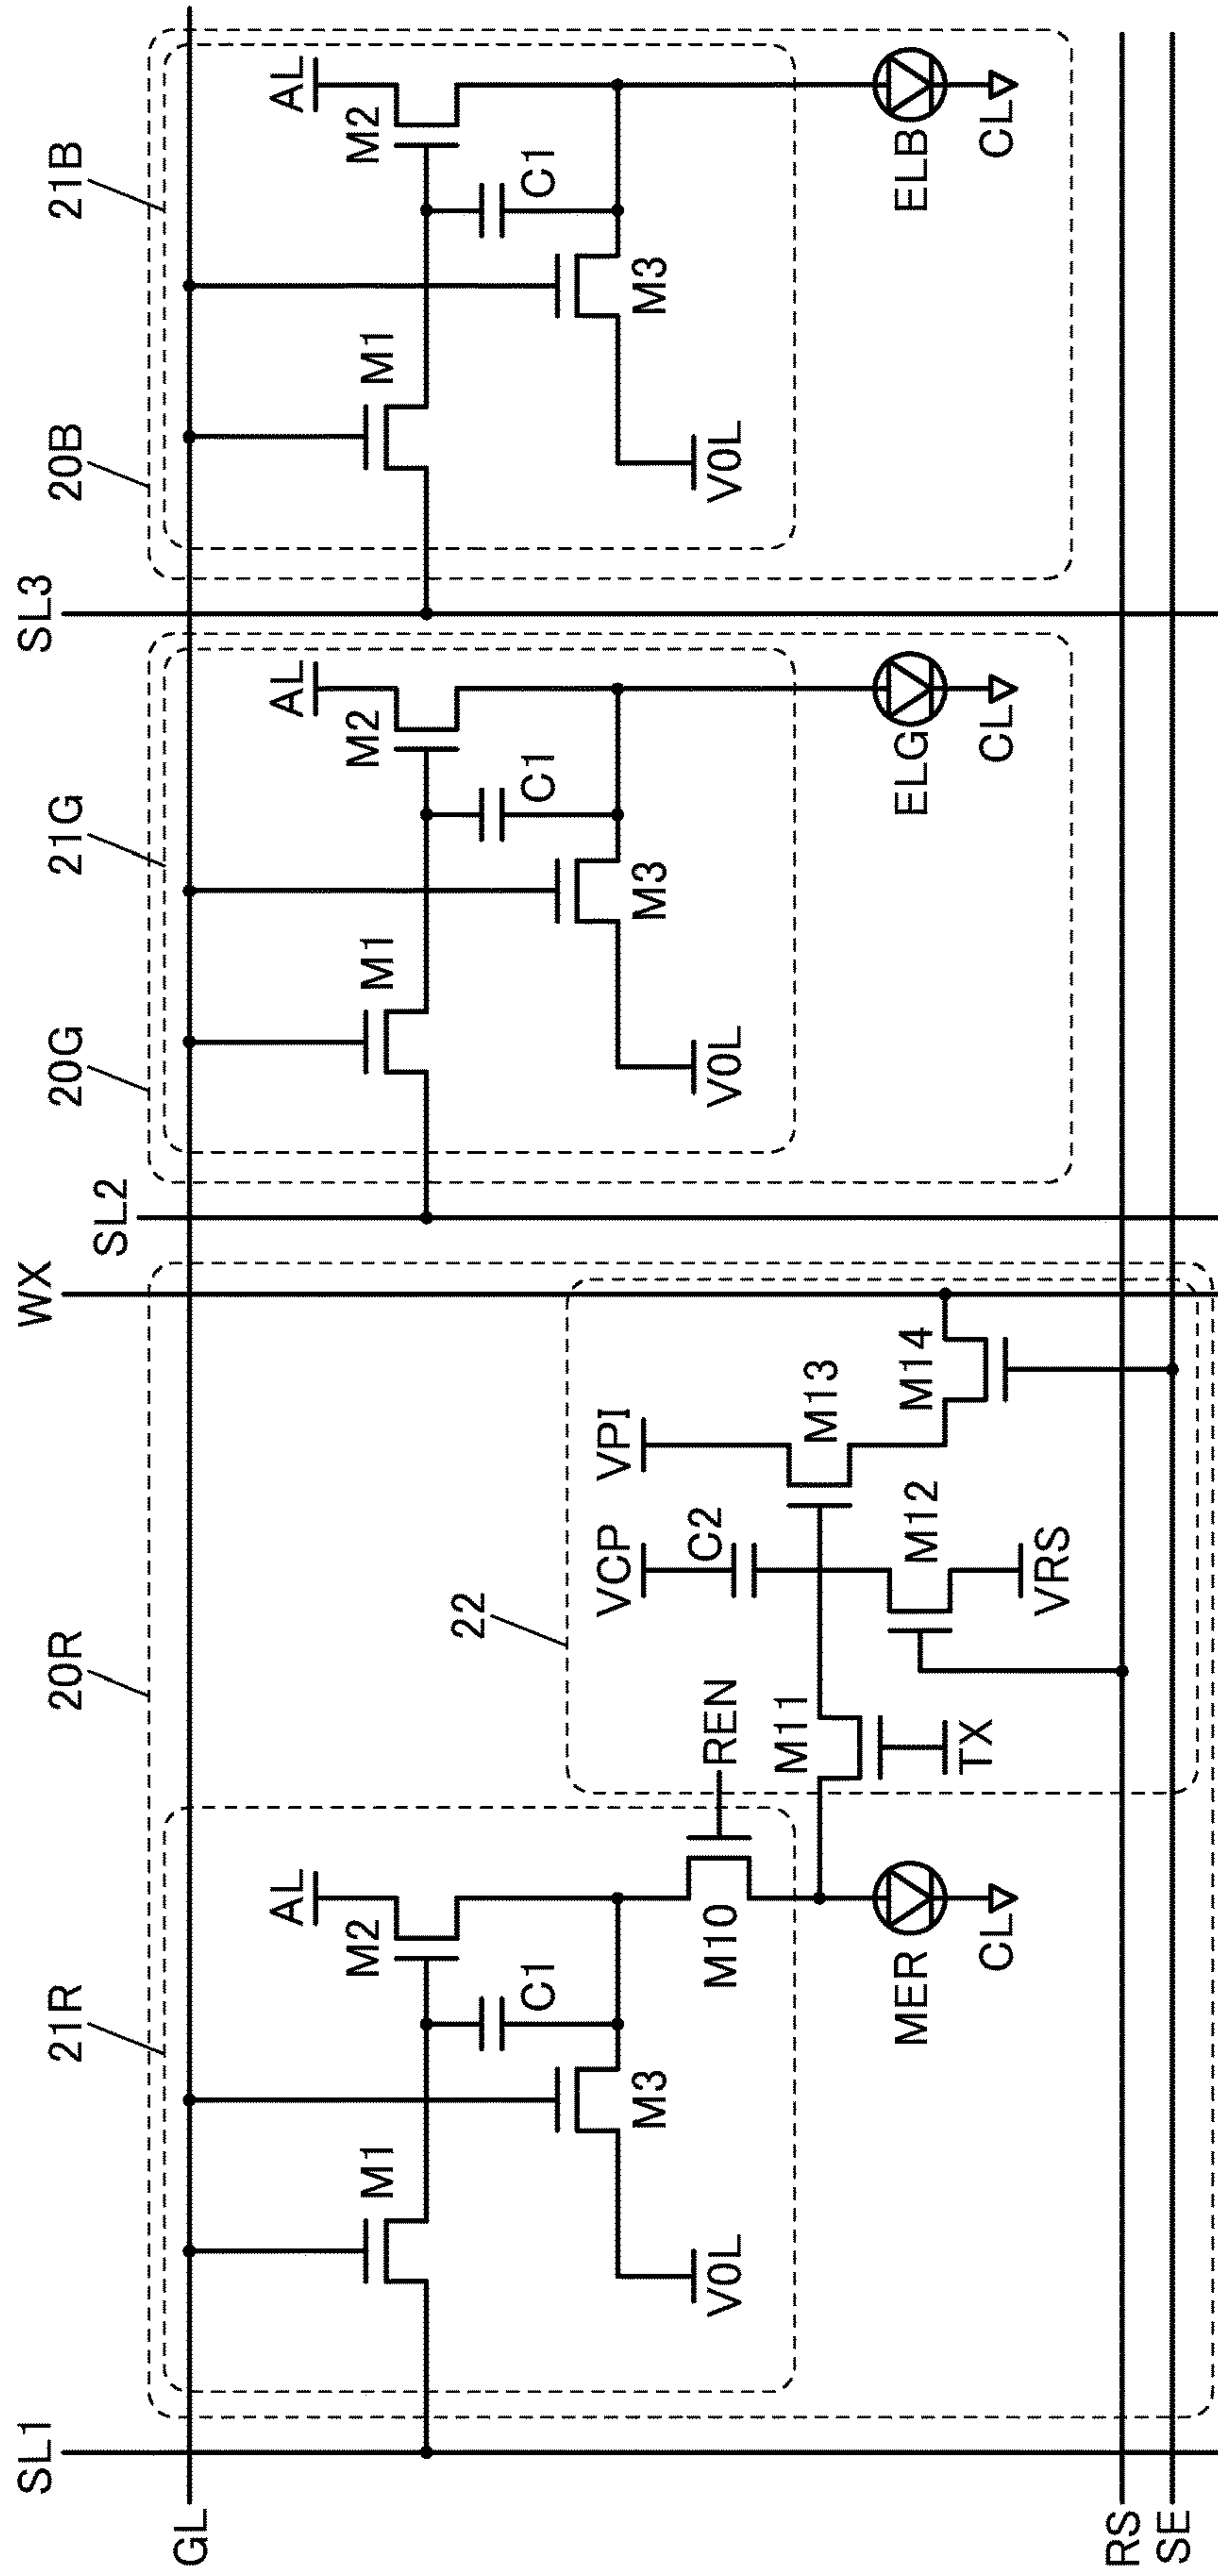 SL1
20R
WX
SL2
20G
21G
SL3
20B
21B
21R
GL
AL
M2
M1
C1
M3
V0L
M10
REN
MER
CL
22
VCP
VPI
C2
M13
M14
M11
M12
TX
VRS
AL
M2
M1
C1
M3
V0L
ELG
CL
AL
M2
M1
C1
M3
V0L
ELB
CL
RS
SE